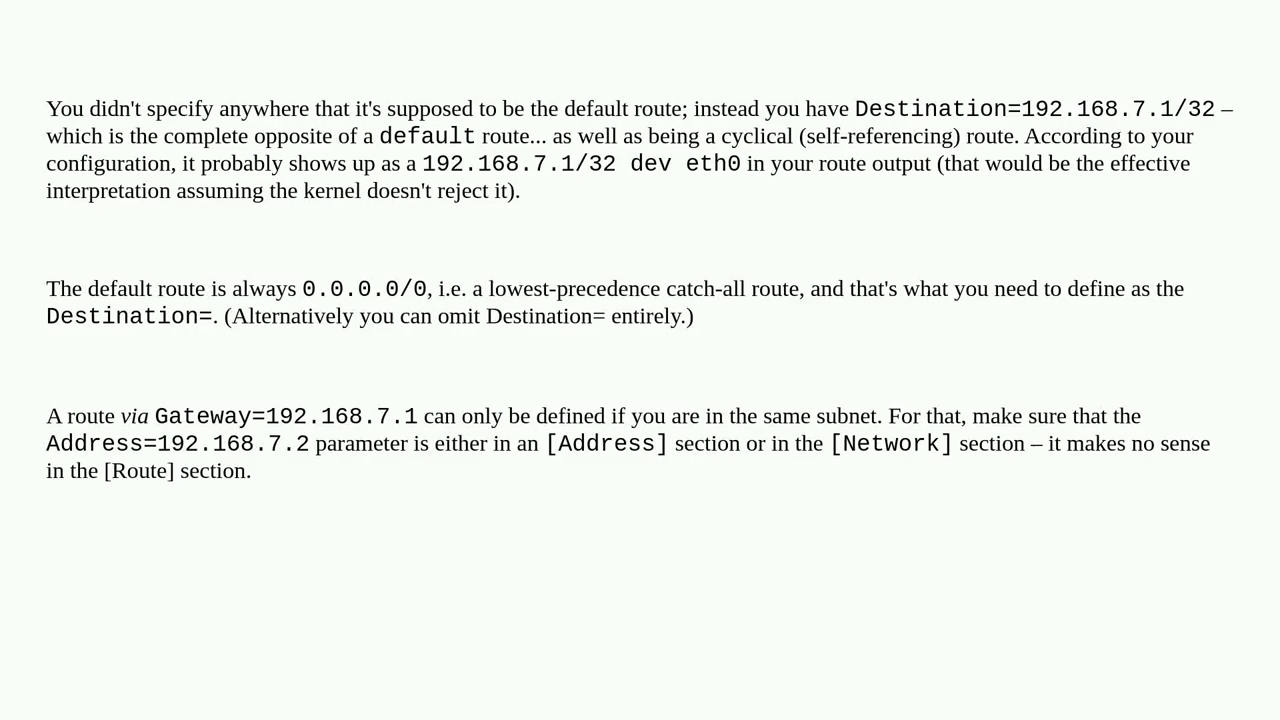 You didn't specify anywhere that it's supposed to be the default route; instead you have Destination=192.168.7.1/32 –
which is the complete opposite of a default route... as well as being a cyclical (self-referencing) route. According to your
configuration, it probably shows up as a 192.168.7.1/32 dev eth0 in your route output (that would be the effective
interpretation assuming the kernel doesn't reject it).
The default route is always 0.0.0.0/0, i.e. a lowest-precedence catch-all route, and that's what you need to define as the
Destination=. (Alternatively you can omit Destination= entirely.)
A route via Gateway=192.168.7.1 can only be defined if you are in the same subnet. For that, make sure that the
Address=192.168.7.2 parameter is either in an [Address] section or in the [Network] section – it makes no sense
in the [Route] section.